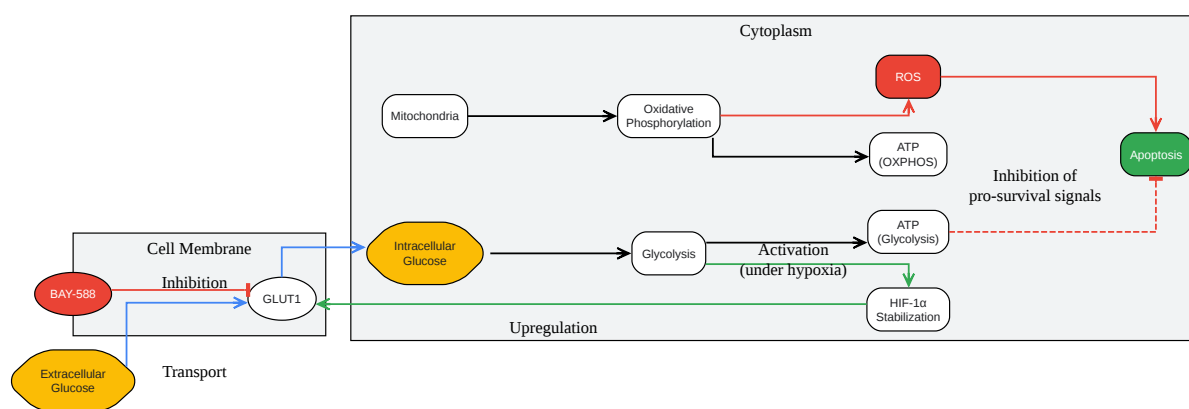 Cytoplasm
ROS
Mitochondria
Oxidative
Phosphorylation
ATP
(OXPHOS)
Apoptosis
Inhibition of
pro-survival signals
Cell Membrane
Intracellular
Glucose
Glycolysis
ATP
(Glycolysis)
Activation
(under hypoxia)
BAY-588
Inhibition
GLUT1
HIF-1α
Stabilization
Upregulation
Extracellular
Glucose
Transport